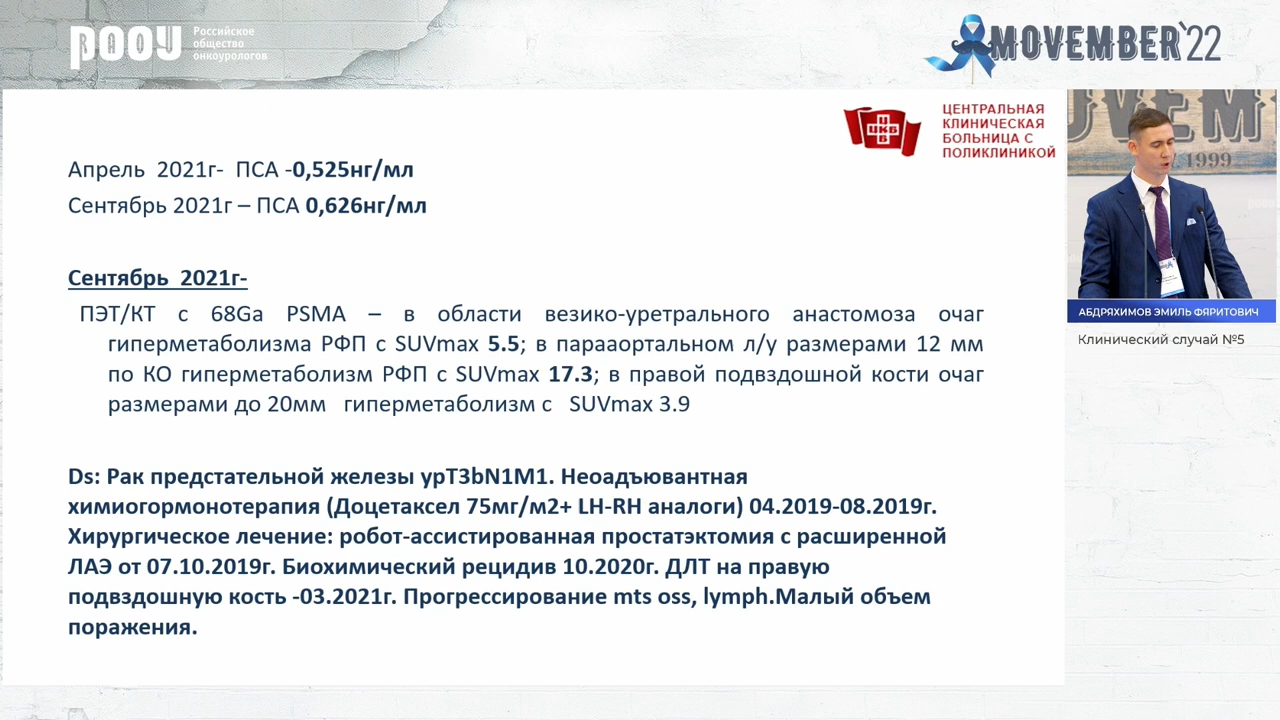 РООУ
Российское
общество
онкоурологов
MOVEMBER`22
ЦЕНТРАЛЬНАЯ
КЛИНИЧЕСКАЯ
БОЛЬНИЦА С
ПОЛИКЛИНИКОЙ
ЦКБ
Апрель 2021г- ПСА -0,525нг/мл
Сентябрь 2021г – ПСА 0,626нг/мл
Сентябрь 2021г-
ПЭТ/КТ с 68Ga PSMA – в области везико-уретрального анастомоза очаг
гиперметаболизма РФП с SUVmax 5.5; в парааортальном л/у размерами 12 мм
по КО гиперметаболизм РФП с SUVmax 17.3; в правой подвздошной кости очаг
размерами до 20мм гиперметаболизм с SUVmax 3.9
Ds: Рак предстательной железы ypT3bN1M1. Неоадъювантная
химиогормонотерапия (Доцетаксел 75мг/м2+ LH-RH аналоги) 04.2019-08.2019г.
Хирургическое лечение: робот-ассистированная простатэктомия с расширенной
ЛАЭ от 07.10.2019г. Биохимический рецидив 10.2020г. ДЛТ на правую
подвздошную кость -03.2021г. Прогрессирование mts oss, lymph.Малый объем
поражения.
OVEM
1999
АБДРЯХИМОВ ЭМИЛЬ ФЯРИТОВИЧ
Клинический случай №5